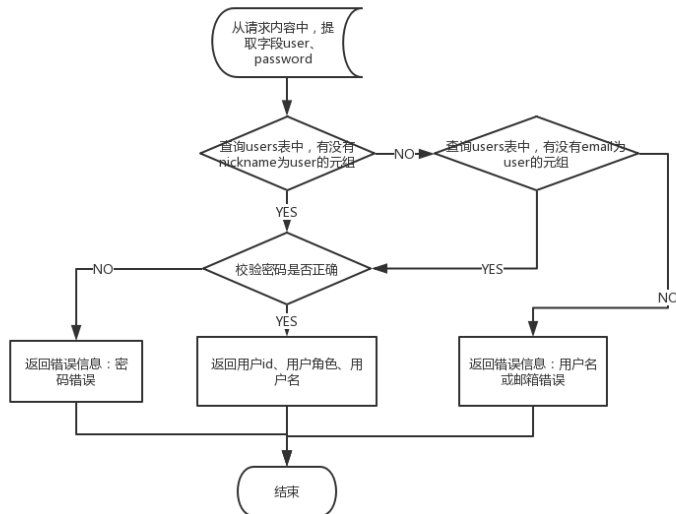 从请求内容中，提
取字段user、
password
查询users表中，有没有
nickname为user的元组
NO
查询users表中，有没有email为
user的元组
YES
NO
校验密码是否正确
YES
NO
YES
返回错误信息：密
码错误
返回用户id、用户角色、用
户名
返回错误信息：用户名
或邮箱错误
结束